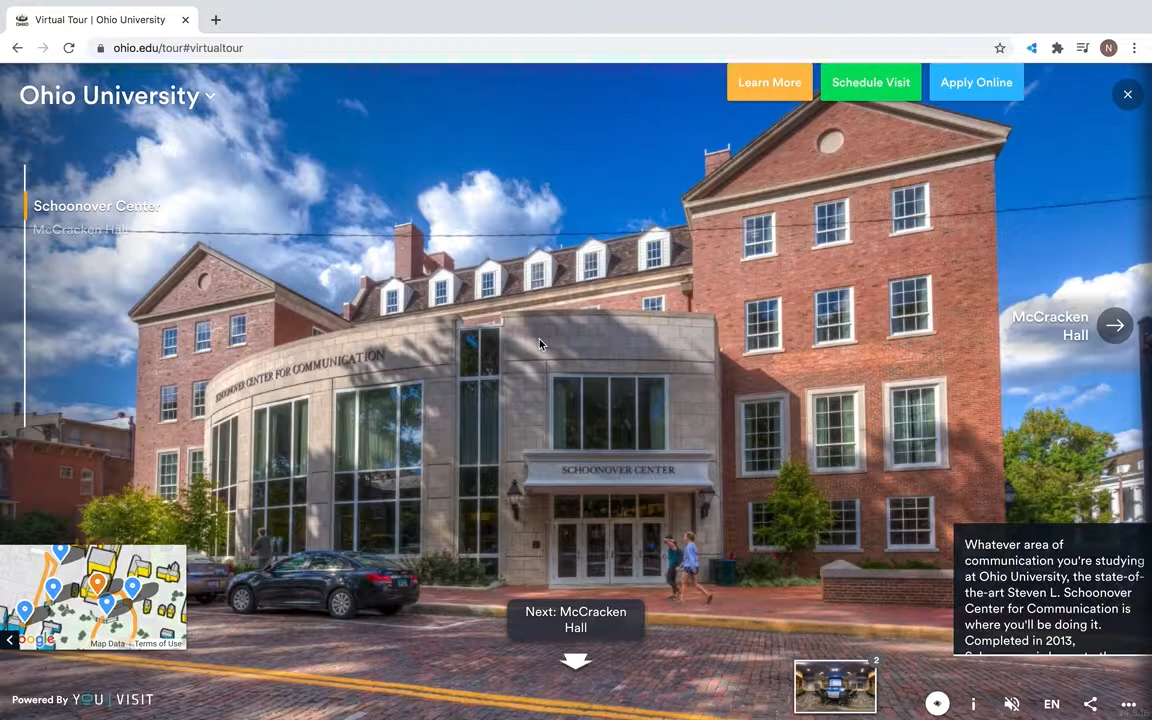 Virtual Tour | Ohio University
ohio.edu/tour#virtualtour
N
Ohio University
Learn More
Schedule Visit
Apply Online
Schoonover Center
McCracken Hall
McCracken
Hall
SCHOONOVER CENTER FOR COMMUNICATION
SCHOONOVER CENTER
Whatever area of
communication you're studying
at Ohio University, the state-of-
the-art Steven L. Schoonover
Center for Communication is
where you'll be doing it.
Completed in 2013,
Next: McCracken
Hall
Map Data
Terms of Use
2
Powered By YOU | VISIT
i
EN